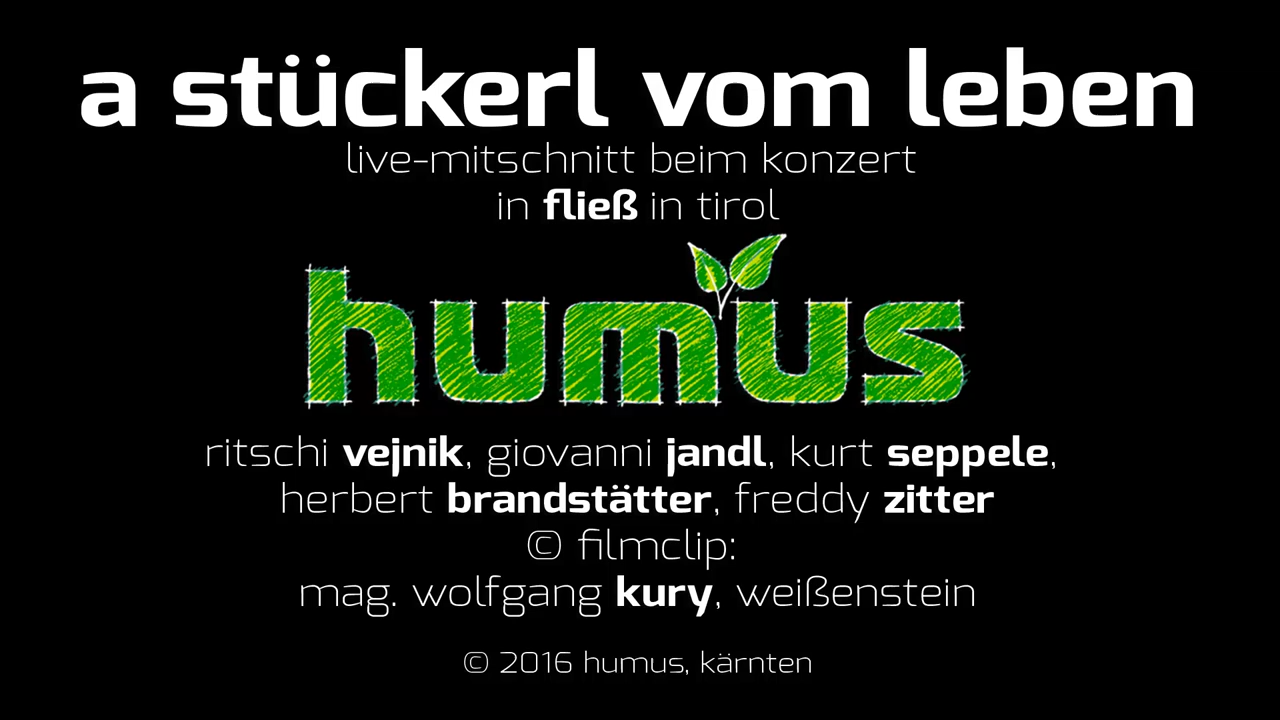 a stückerl vom leben
live-mitschnitt beim konzert
in fließ in tirol
humus
ritschi vejnik, giovanni jandl, kurt seppele,
herbert brandstätter, freddy zitter
© filmclip:
mag. wolfgang kury, weißenstein
© 2016 humus, kärnten